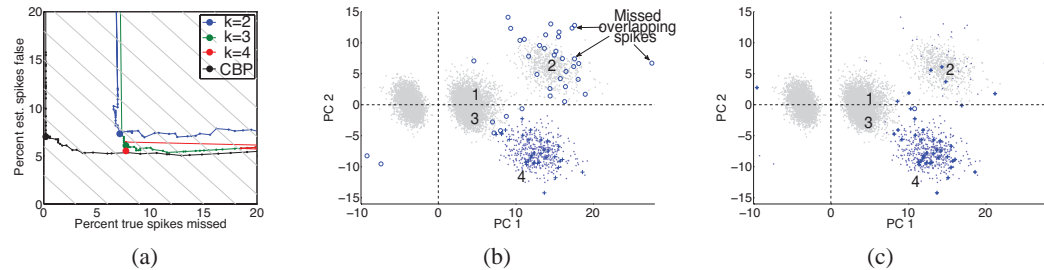 Percent est. spikes false
20
15
10
5
0
0
5
10
15
20
Percent true spikes missed
k=2
k=3
k=4
CBP
(a)
PC 2
15
10
5
0
−5
−10
−15
−10
0
10
20
PC 1
1
2
3
4
Missed
overlapping
spikes
(b)
PC 2
15
10
5
0
−5
−10
−15
−10
0
10
20
PC 1
1
2
3
4
(c)